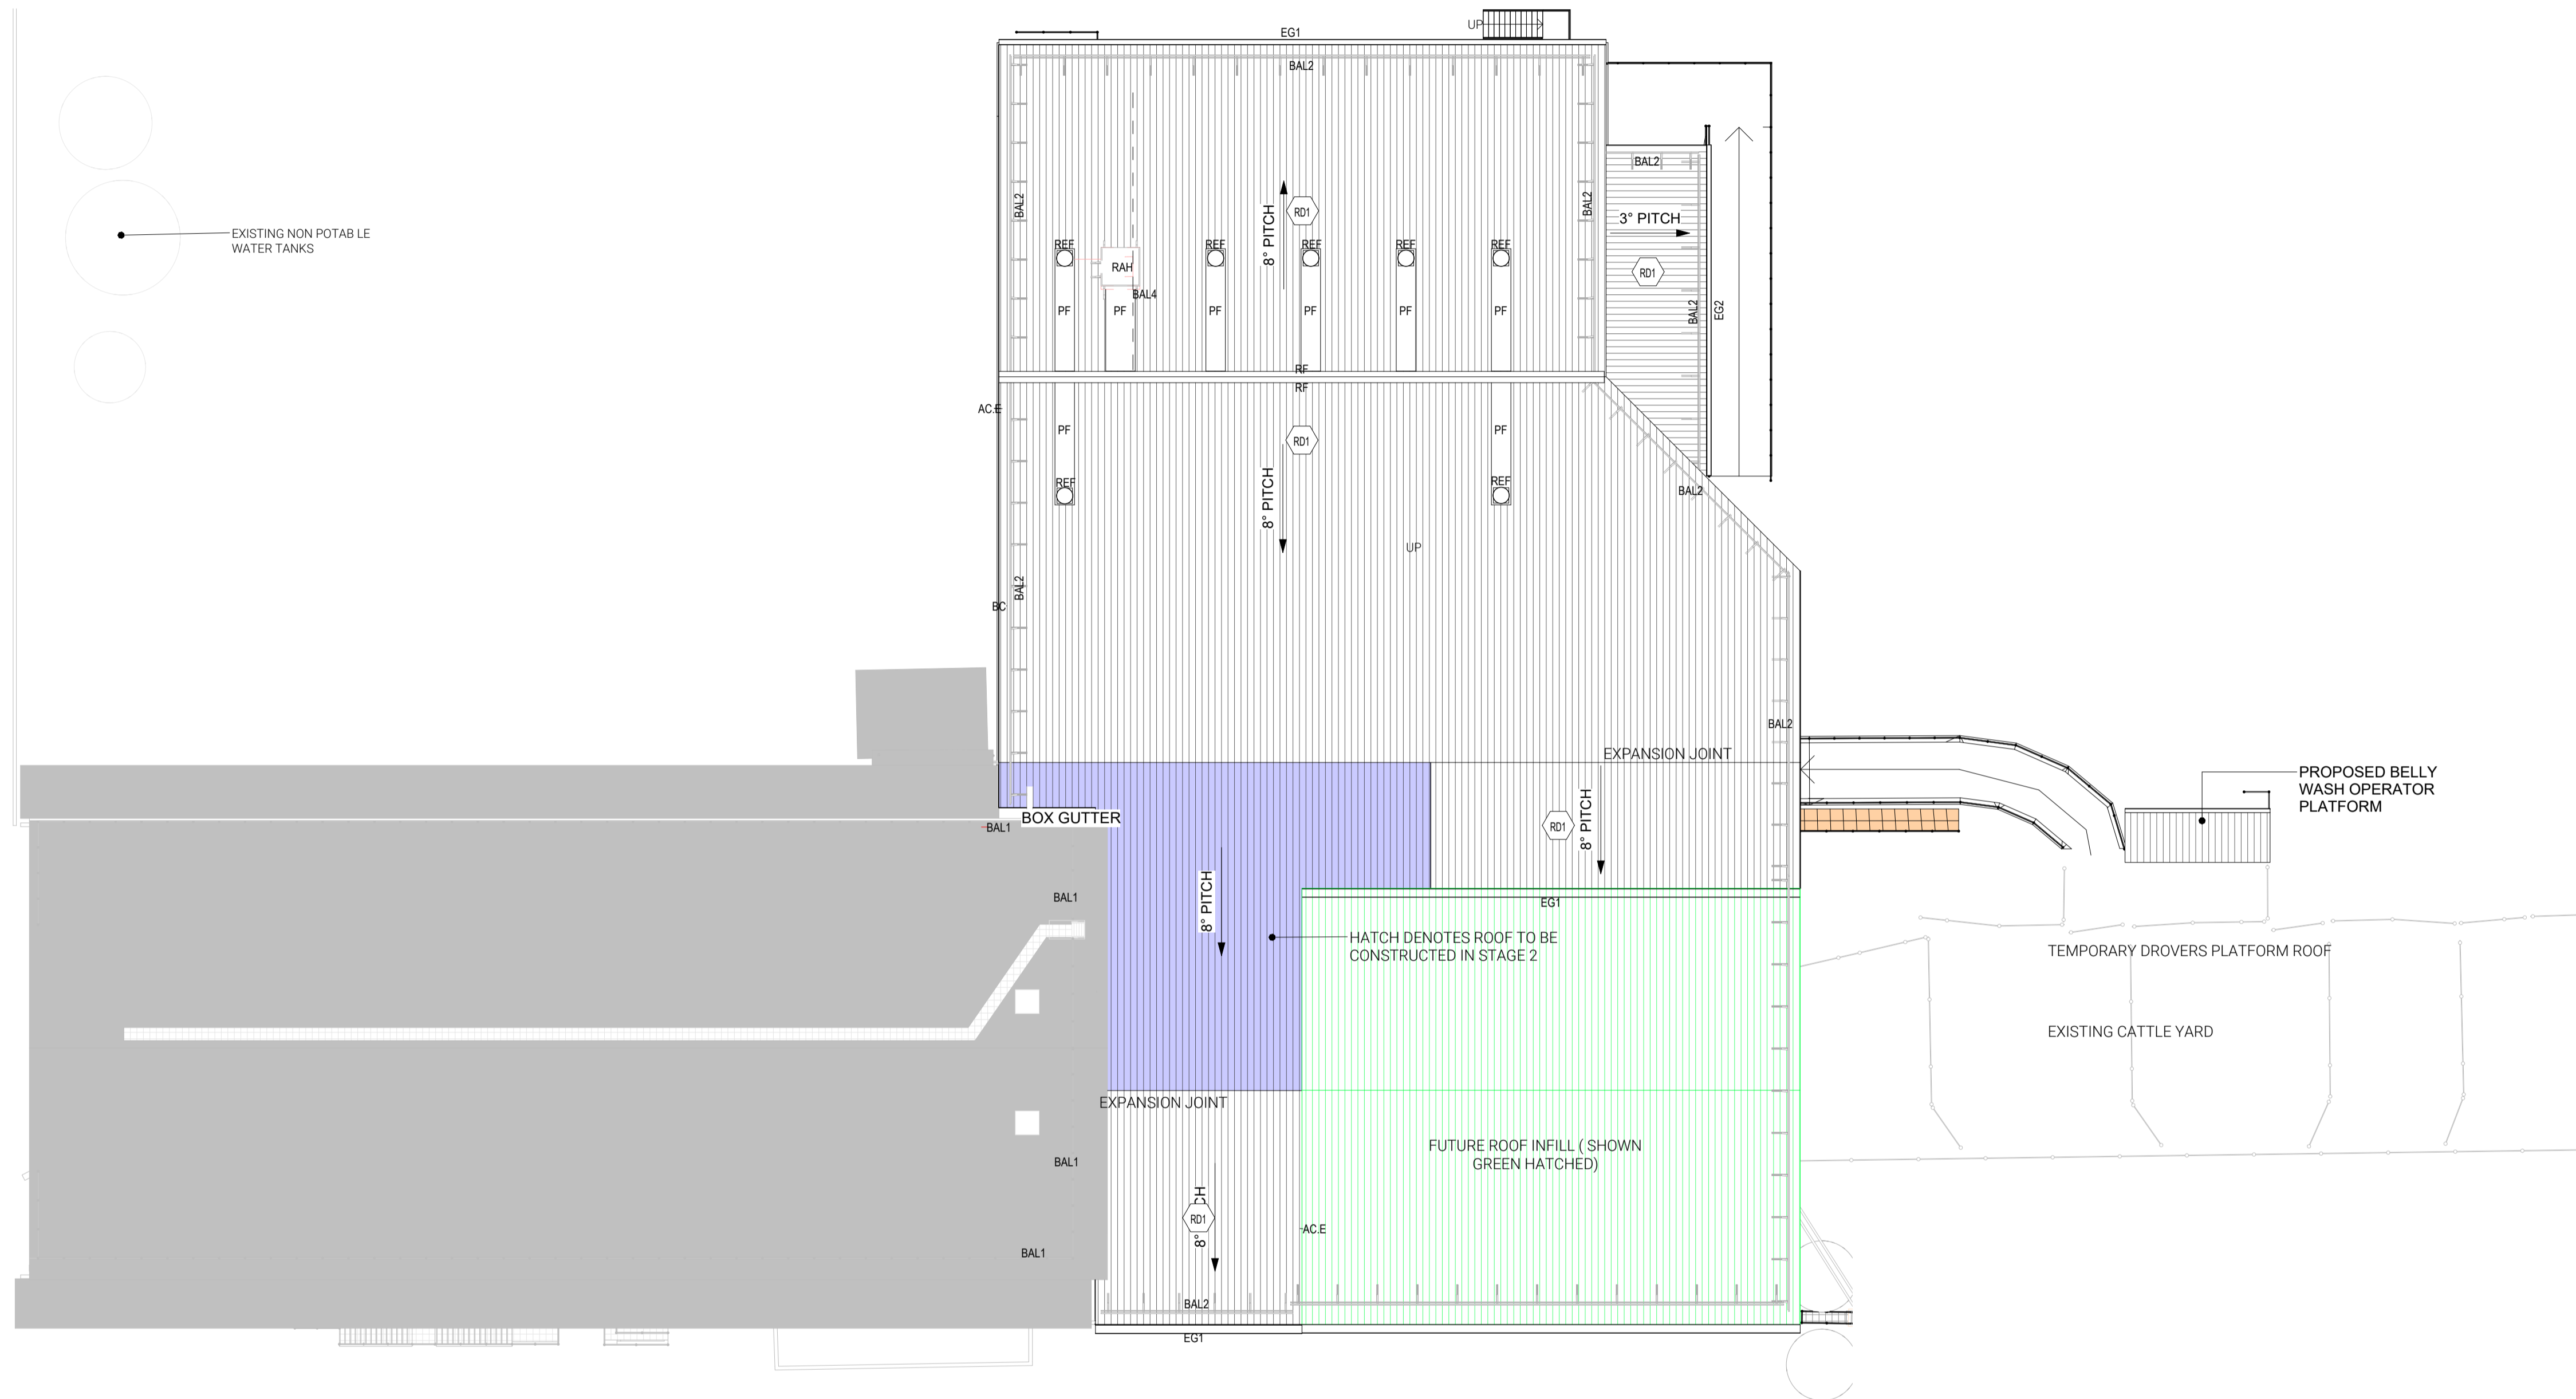 UP
EG1
BAL2
BAL2
BAL2
BAL2
8° PITCH
RD1
3° PITCH
EXISTING NON POTAB LE
WATER TANKS
REF
REF
REF
REF
REF
RAH
RD1
BAL4
PF
PF
PF
PF
PF
PF
BAL2
EG2
RF
RF
AC.E
PF
RD1
PF
8° PITCH
REF
REF
BAL2
UP
BAL2
BC
BAL2
EXPANSION JOINT
PROPOSED BELLY
WASH OPERATOR
PLATFORM
BOX GUTTER
BAL1
RD1
8° PITCH
BAL1
8° PITCH
EG1
HATCH DENOTES ROOF TO BE
CONSTRUCTED IN STAGE 2
TEMPORARY DROVERS PLATFORM ROOF
EXISTING CATTLE YARD
EXPANSION JOINT
FUTURE ROOF INFILL ( SHOWN
GREEN HATCHED)
BAL1
RD1
AC.E
BAL1
BAL2
EG1